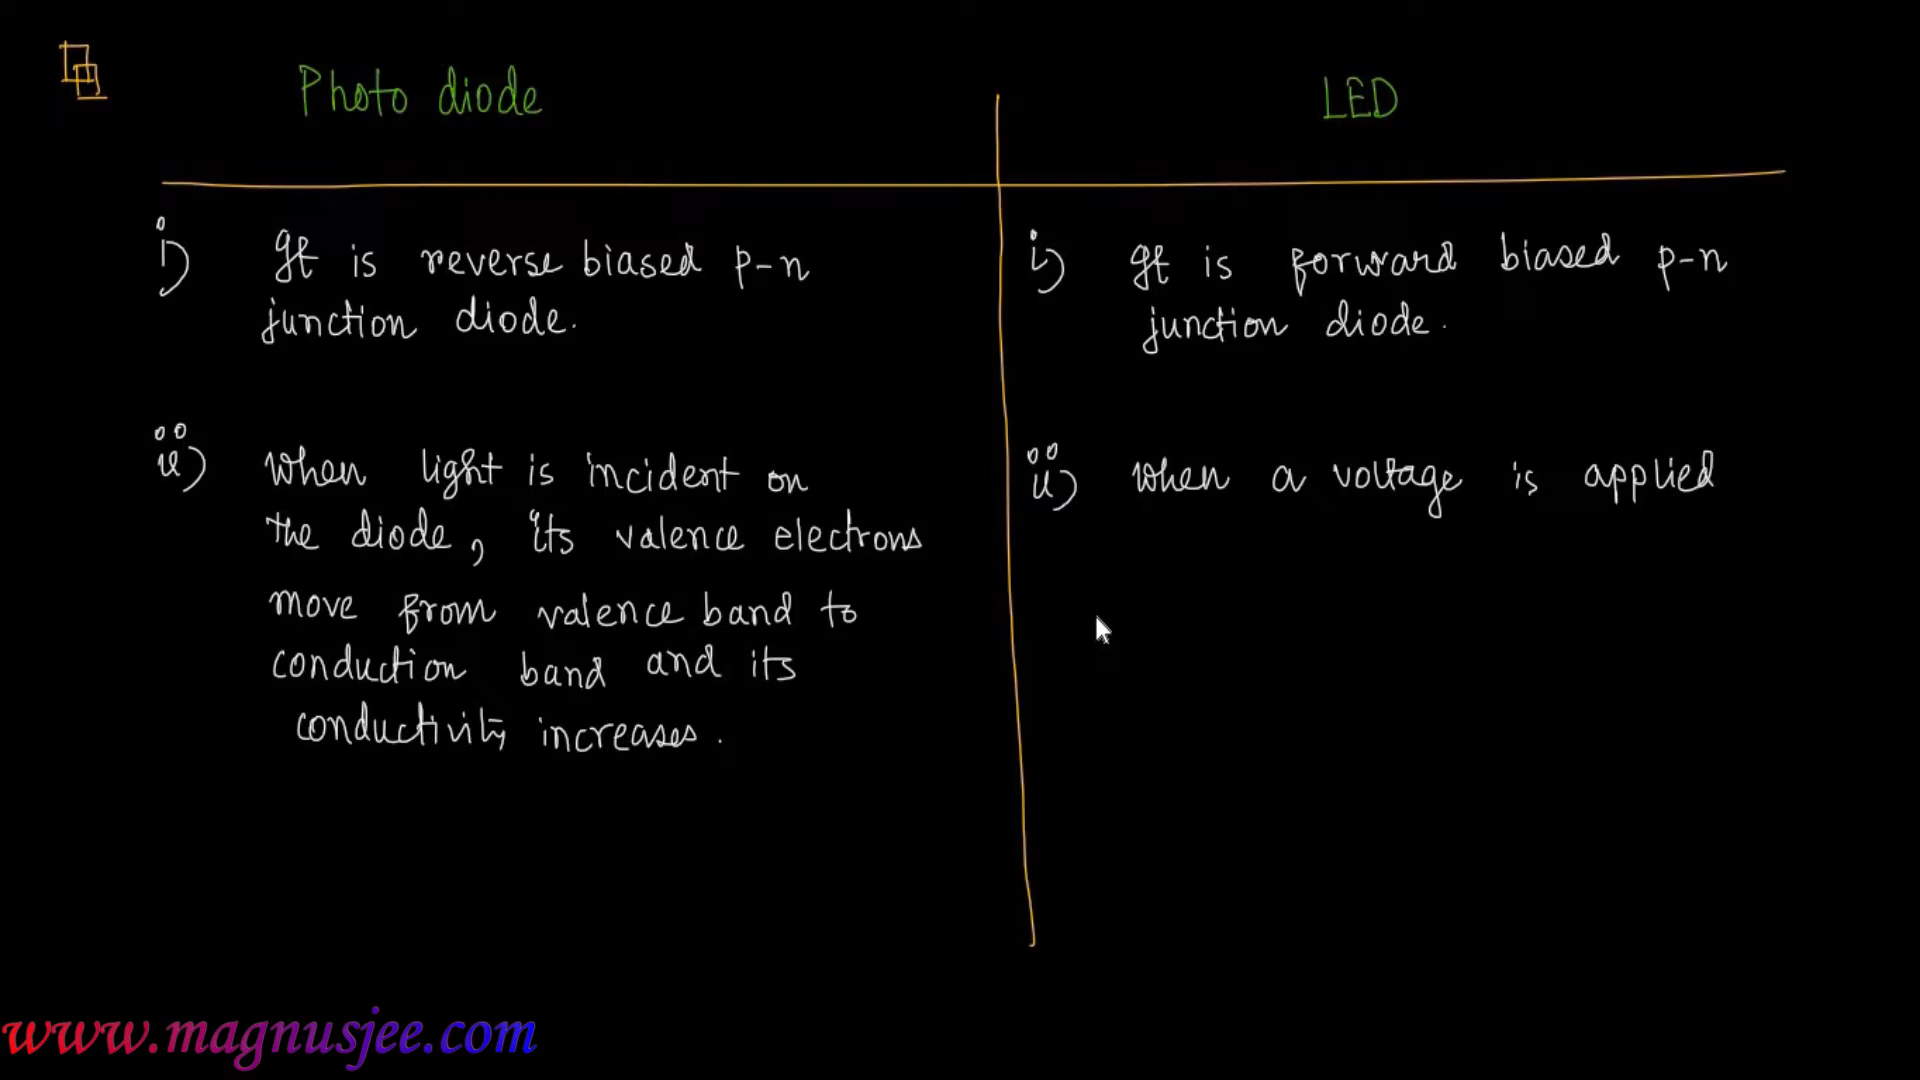 Photo diode
LED
i) It is reverse biased p-n
junction diode.
ii) When light is incident on
the diode, its valence electrons
move from valence band to
conduction band and its
conductivity increases.
i) It is forward biased p-n
junction diode.
ii) When a voltage is applied
www.magnusjee.com